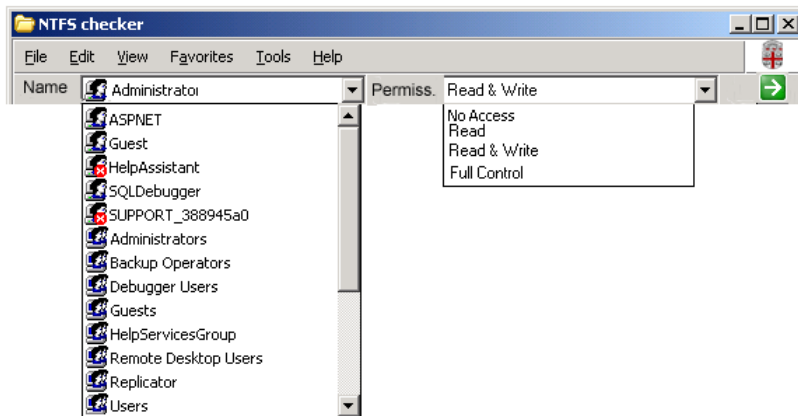 NTFS checker
File Edit View Favorites Tools Help
Name Administrator Permiss. Read & Write
ASPNET
Guest
HelpAssistant
SQLDebugger
SUPPORT_388945a0
Administrators
Backup Operators
Debugger Users
Guests
HelpServicesGroup
Remote Desktop Users
Replicator
Users
No Access
Read
Read & Write
Full Control